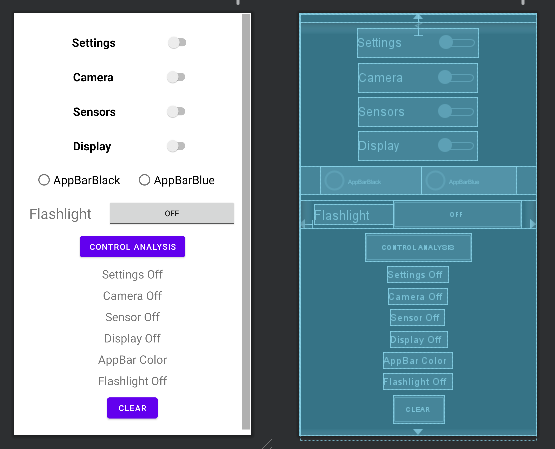 Settings
Camera
Sensors
Display
AppBarBlack AppBarBlue
Flashlight OFF
CONTROL ANALYSIS
Settings Off
Camera Off
Sensor Off
Display Off
AppBar Color
Flashlight Off
CLEAR
Settings
Camera
Sensors
Display
AppBarBlack AppBarBlue
Flashlight OFF
CONTROL ANALYSIS
Settings Off
Camera Off
Sensor Off
Display Off
AppBar Color
Flashlight Off
CLEAR